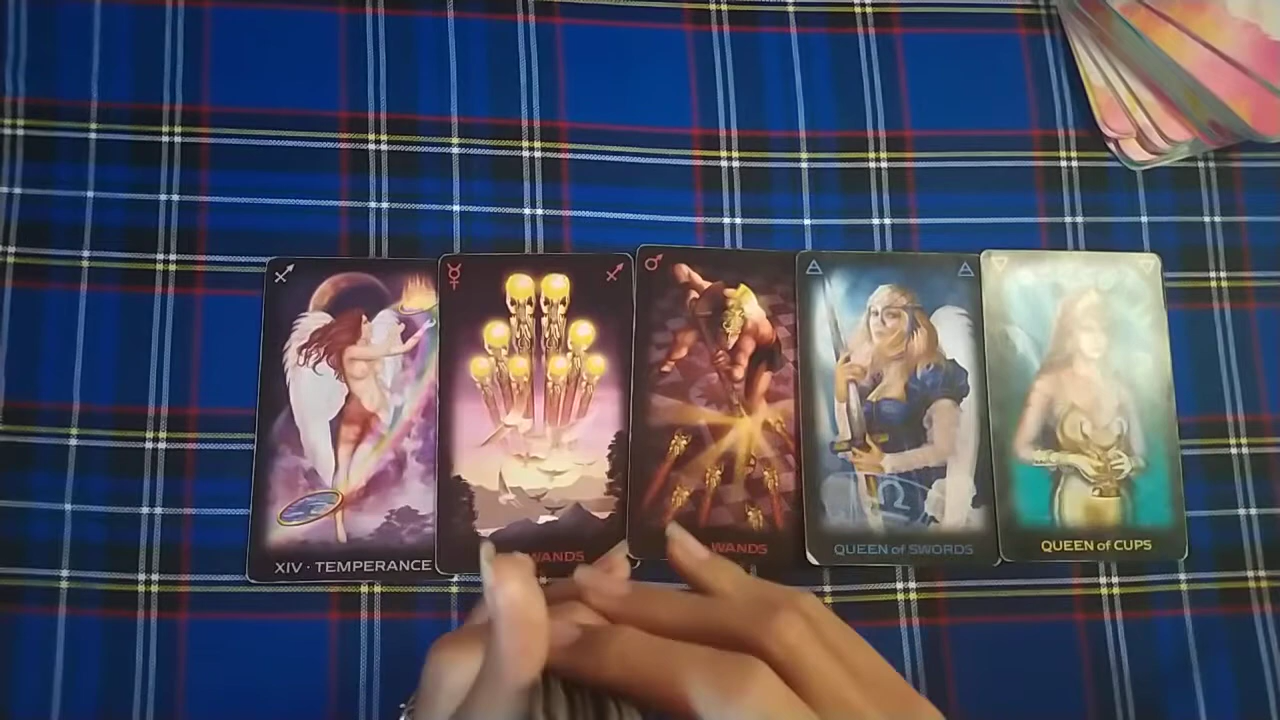 XIV · TEMPERANCE
WANDS
WANDS
QUEEN of SWORDS
QUEEN of CUPS